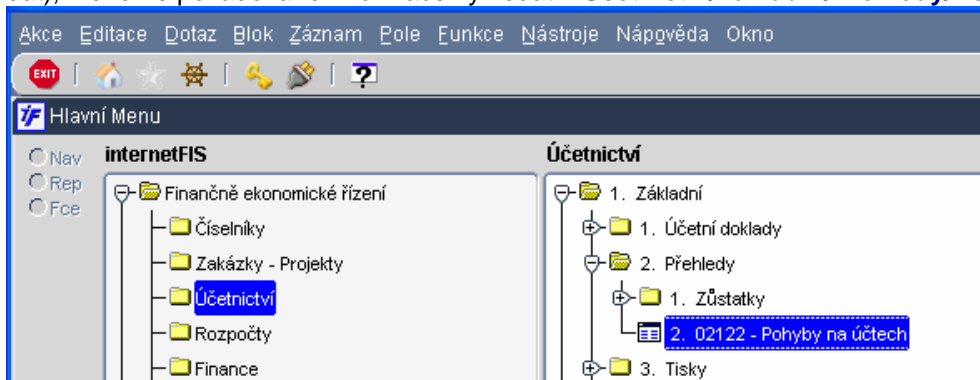 Akce Editace Dotaz Blok Záznam Pole Funkce Nástroje Nápověda Okno
EXIT
Hlavní Menu
Nav
Rep
Fce
internetFIS
Finančně ekonomické řízení
Číselníky
Zakázky - Projekty
Účetnictví
Rozpočty
Finance
Účetnictví
1. Základní
1. Účetní doklady
2. Přehledy
1. Zůstatky
2. 02122 - Pohyby na účtech
3. Tisky